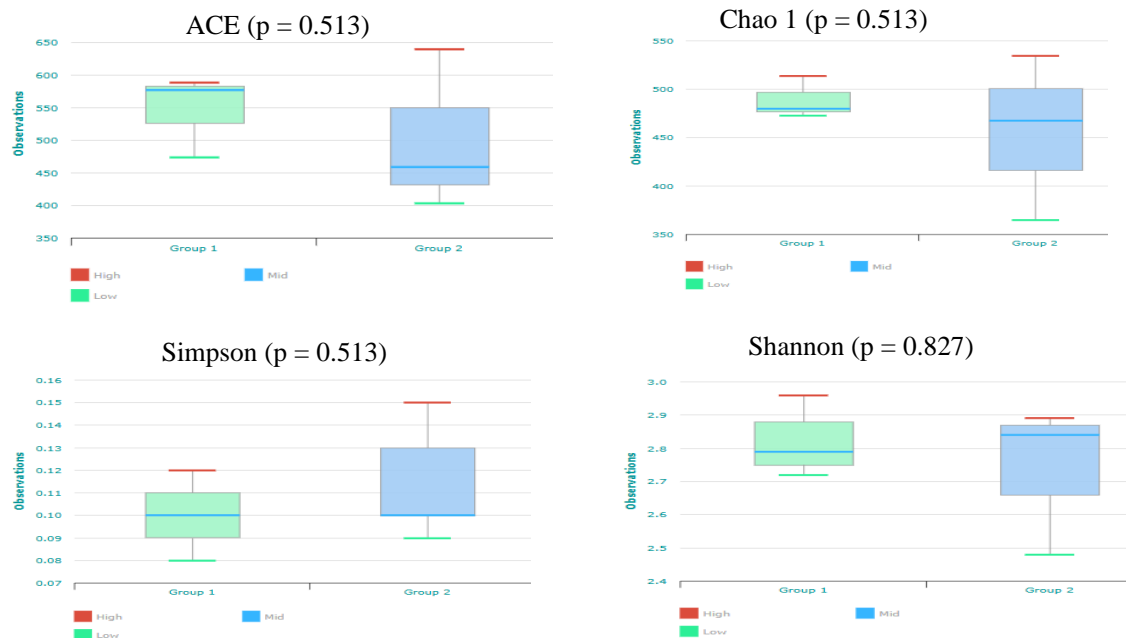 ACE (p = 0.513)
650
600
550
500
450
400
350
Observations
Group 1
Group 2
High
Mid
Low
Chao 1 (p = 0.513)
550
500
450
400
350
Observations
Group 1
Group 2
High
Mid
Low
Simpson (p = 0.513)
0.16
0.15
0.14
0.13
0.12
0.11
0.10
0.09
0.08
0.07
Observations
Group 1
Group 2
High
Mid
Low
Shannon (p = 0.827)
3.0
2.9
2.8
2.7
2.6
2.5
2.4
Observations
Group 1
Group 2
High
Mid
Low